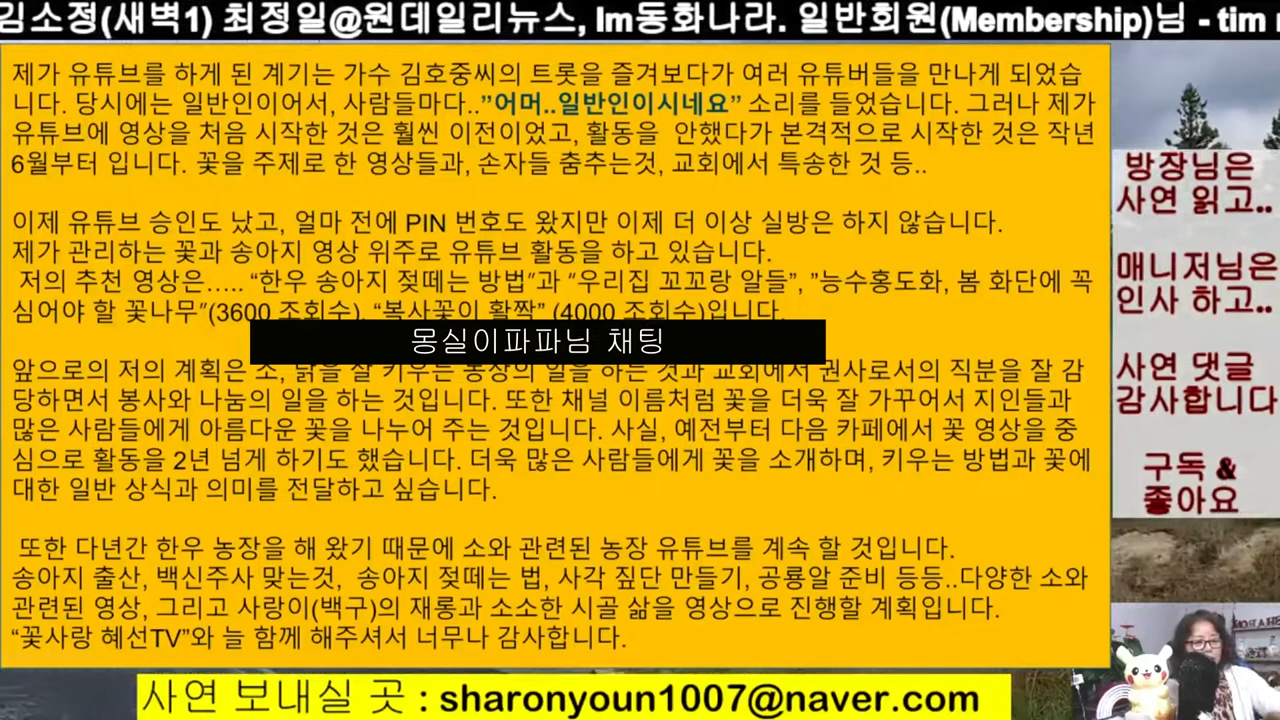 김소정(새벽1) 최정일@원데일리뉴스, Im동화나라. 일반회원(Membership)님 - tim
제가 유튜브를 하게 된 계기는 가수 김호중씨의 트롯을 즐겨보다가 여러 유튜버들을 만나게 되었습
니다. 당시에는 일반인이어서, 사람들마다..”어머..일반인이시네요” 소리를 들었습니다. 그러나 제가
유튜브에 영상을 처음 시작한 것은 훨씬 이전이었고, 활동을 안했다가 본격적으로 시작한 것은 작년
6월부터 입니다. 꽃을 주제로 한 영상들과, 손자들 춤추는것, 교회에서 특송한 것 등..
이제 유튜브 승인도 났고, 얼마 전에 PIN 번호도 왔지만 이제 더 이상 실방은 하지 않습니다.
제가 관리하는 꽃과 송아지 영상 위주로 유튜브 활동을 하고 있습니다.
저의 추천 영상은..... “한우 송아지 젖떼는 방법”과 ”우리집 꼬꼬랑 알들”, ”능수홍도화, 봄 화단에 꼭
심어야 할 꽃나무”(3600 조회수), “복사꽃이 활짝” (4000 조회수)입니다.
몽실이파파님 채팅
앞으로의 저의 계획은 소, 닭을 잘 키우는 농장의 일을 하는 것과 교회에서 권사로서의 직분을 잘 감
당하면서 봉사와 나눔의 일을 하는 것입니다. 또한 채널 이름처럼 꽃을 더욱 잘 가꾸어서 지인들과
많은 사람들에게 아름다운 꽃을 나누어 주는 것입니다. 사실, 예전부터 다음 카페에서 꽃 영상을 중
심으로 활동을 2년 넘게 하기도 했습니다. 더욱 많은 사람들에게 꽃을 소개하며, 키우는 방법과 꽃에
대한 일반 상식과 의미를 전달하고 싶습니다.
또한 다년간 한우 농장을 해 왔기 때문에 소와 관련된 농장 유튜브를 계속 할 것입니다.
송아지 출산, 백신주사 맞는것, 송아지 젖떼는 법, 사각 짚단 만들기, 공룡알 준비 등등..다양한 소와
관련된 영상, 그리고 사랑이(백구)의 재롱과 소소한 시골 삶을 영상으로 진행할 계획입니다.
“꽃사랑 혜선TV”와 늘 함께 해주셔서 너무나 감사합니다.
방장님은
사연 읽고..
매니저님은
인사 하고..
사연 댓글
감사합니다
구독 &
좋아요
사연 보내실 곳 : sharonyoun1007@naver.com